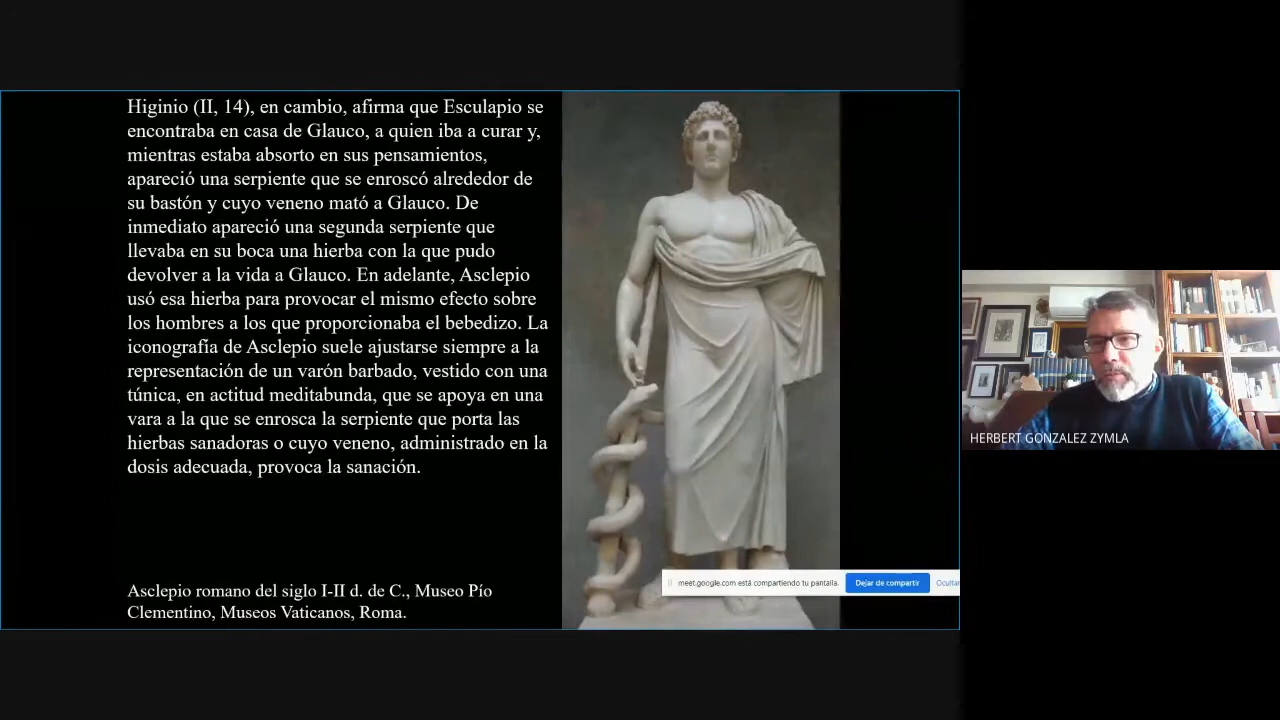 Higinio (II, 14), en cambio, afirma que Esculapio se
encontraba en casa de Glauco, a quien iba a curar y,
mientras estaba absorto en sus pensamientos,
apareció una serpiente que se enroscó alrededor de
su bastón y cuyo veneno mató a Glauco. De
inmediato apareció una segunda serpiente que
llevaba en su boca una hierba con la que pudo
devolver a la vida a Glauco. En adelante, Asclepio
usó esa hierba para provocar el mismo efecto sobre
los hombres a los que proporcionaba el bebedizo. La
iconografía de Asclepio suele ajustarse siempre a la
representación de un varón barbado, vestido con una
túnica, en actitud meditabunda, que se apoya en una
vara a la que se enrosca la serpiente que porta las
hierbas sanadoras o cuyo veneno, administrado en la
dosis adecuada, provoca la sanación.
Asclepio romano del siglo I-II d. de C., Museo Pío
Clementino, Museos Vaticanos, Roma.
meet.google.com está compartiendo tu pantalla.
Dejar de compartir
Ocultar
HERBERT GONZALEZ ZYMLA